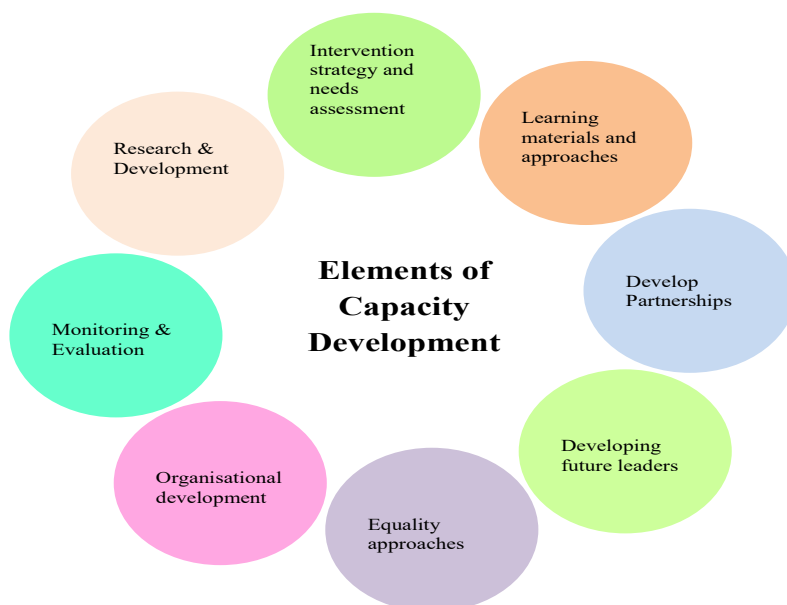 Intervention
strategy and
needs
assessment
Learning
materials and
approaches
Research &
Development
Elements of
Capacity
Development
Develop
Partnerships
Monitoring &
Evaluation
Developing
future leaders
Organisational
development
Equality
approaches